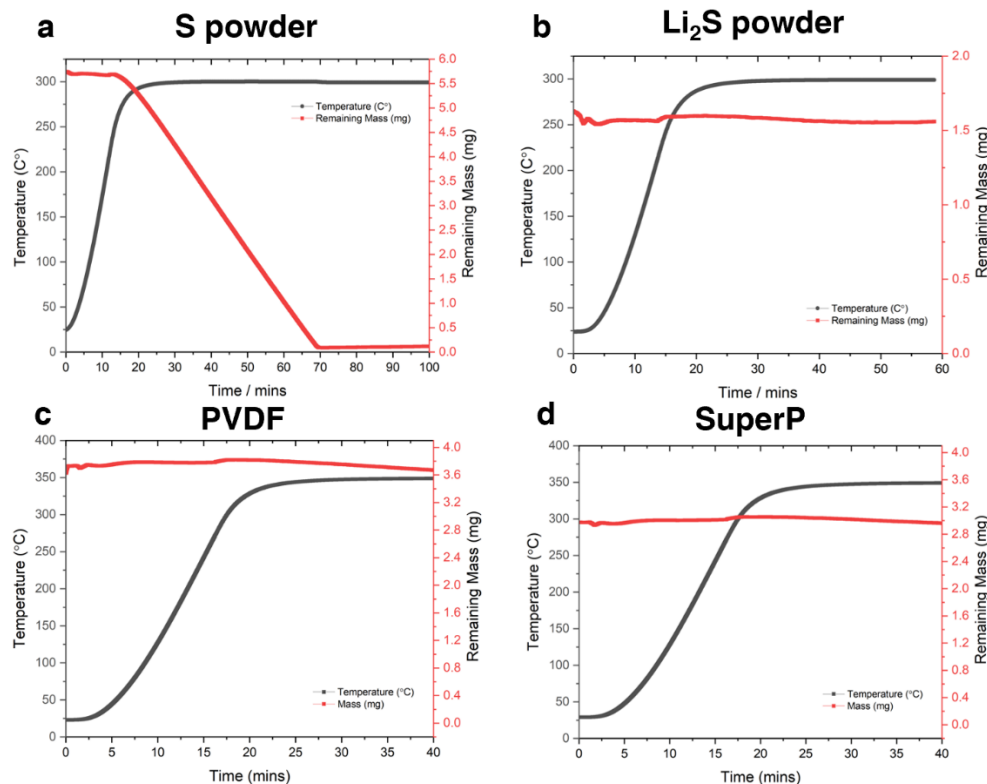 a
S powder
Temperature (C°)
300
250
200
150
100
50
0
Temperature (C°)
Remaining Mass (mg)
6.0
5.5
5.0
4.5
4.0
3.5
3.0
2.5
2.0
1.5
1.0
0.5
0.0
Remaining Mass (mg)
0 10 20 30 40 50 60 70 80 90 100
Time / mins
b
Li₂S powder
Temperature (C°)
300
250
200
150
100
50
0
Temperature (C°)
Remaining Mass (mg)
2.0
1.5
1.0
0.5
0.0
Remaining Mass (mg)
0 10 20 30 40 50 60
Time (mins)
c
PVDF
Temperature (°C)
400
350
300
250
200
150
100
50
0
Temperature (°C)
Mass (mg)
4.0
3.6
3.2
2.8
2.4
2.0
1.6
1.2
0.8
0.4
0.0
Remaining Mass (mg)
0 5 10 15 20 25 30 35 40
Time (mins)
d
SuperP
Temperature (°C)
400
350
300
250
200
150
100
50
0
Temperature (°C)
Mass (mg)
4.0
3.6
3.2
2.8
2.4
2.0
1.6
1.2
0.8
0.4
0.0
Remaining Mass (mg)
0 5 10 15 20 25 30 35 40
Time (mins)